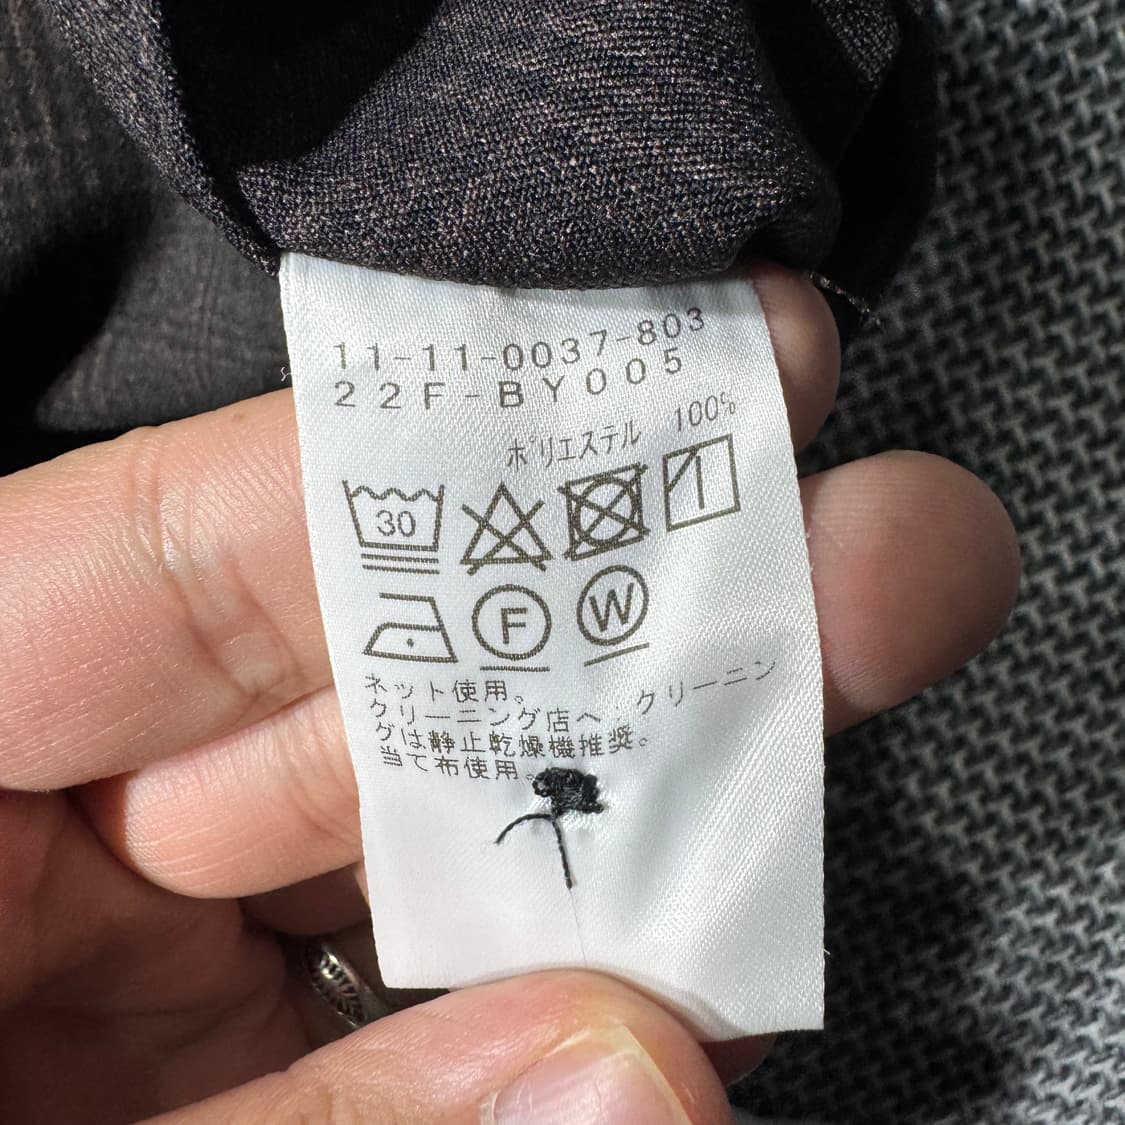 11-11-0037-803
22F-BY005
ポリエステル 100%
30
F W
ネット使用。
クリーニング店へ・クリーニン
グは静止乾燥機推奨。
当て布使用。